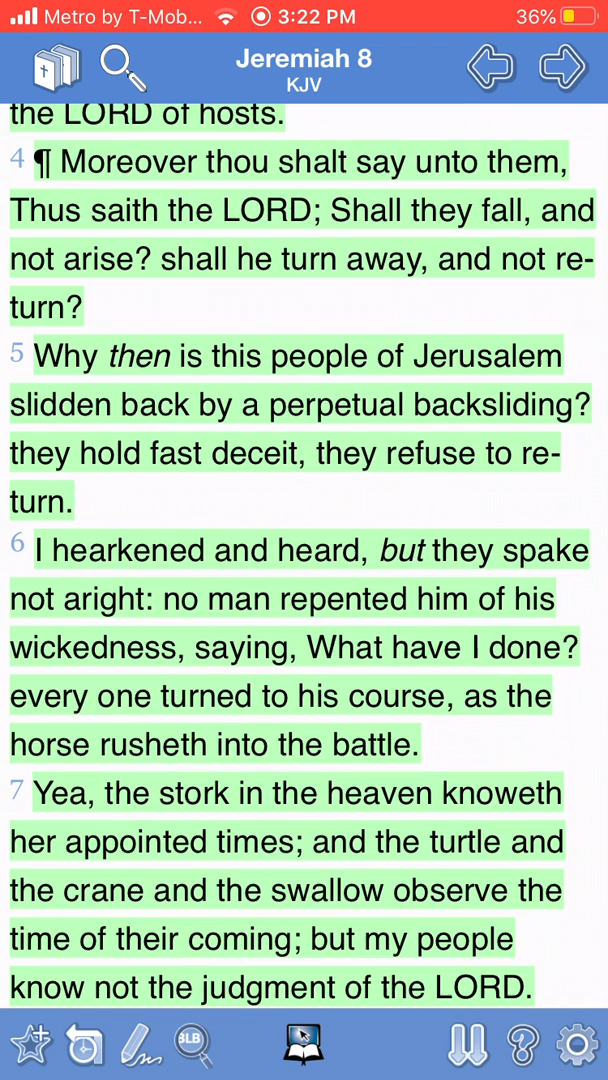 Metro by T-Mob... 3:22 PM 36%
Jeremiah 8
KJV
the LORD of hosts.
4 ¶ Moreover thou shalt say unto them,
Thus saith the LORD; Shall they fall, and
not arise? shall he turn away, and not re-
turn?
5 Why then is this people of Jerusalem
slidden back by a perpetual backsliding?
they hold fast deceit, they refuse to re-
turn.
6 I hearkened and heard, but they spake
not aright: no man repented him of his
wickedness, saying, What have I done?
every one turned to his course, as the
horse rusheth into the battle.
7 Yea, the stork in the heaven knoweth
her appointed times; and the turtle and
the crane and the swallow observe the
time of their coming; but my people
know not the judgment of the LORD.
BLB